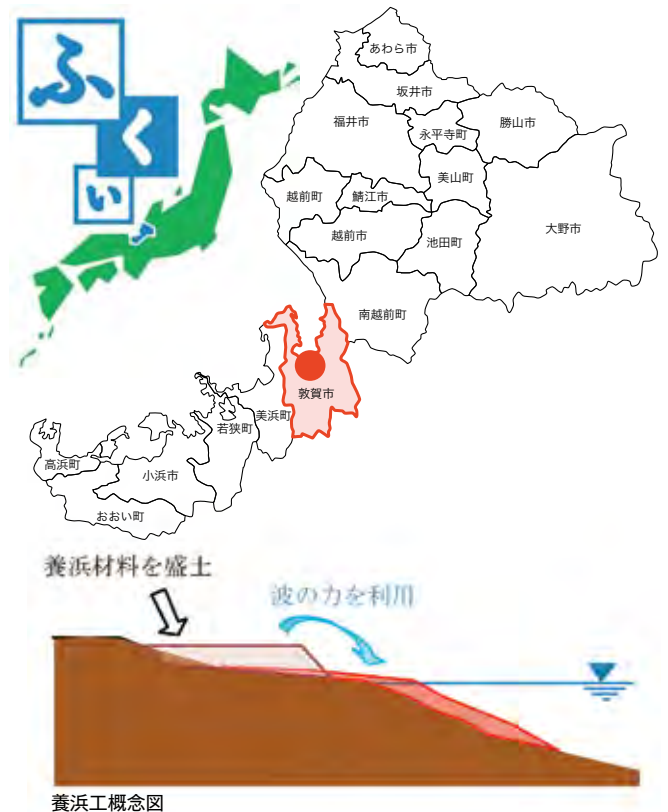 ふ
く
い
あわら市
坂井市
福井市
永平寺町
勝山市
美山町
越前町
鯖江市
越前市
池田町
大野市
南越前町
敦賀市
美浜町
若狭町
高浜町
小浜市
おおい町
養浜材料を盛土
波の力を利用
養浜工概念図